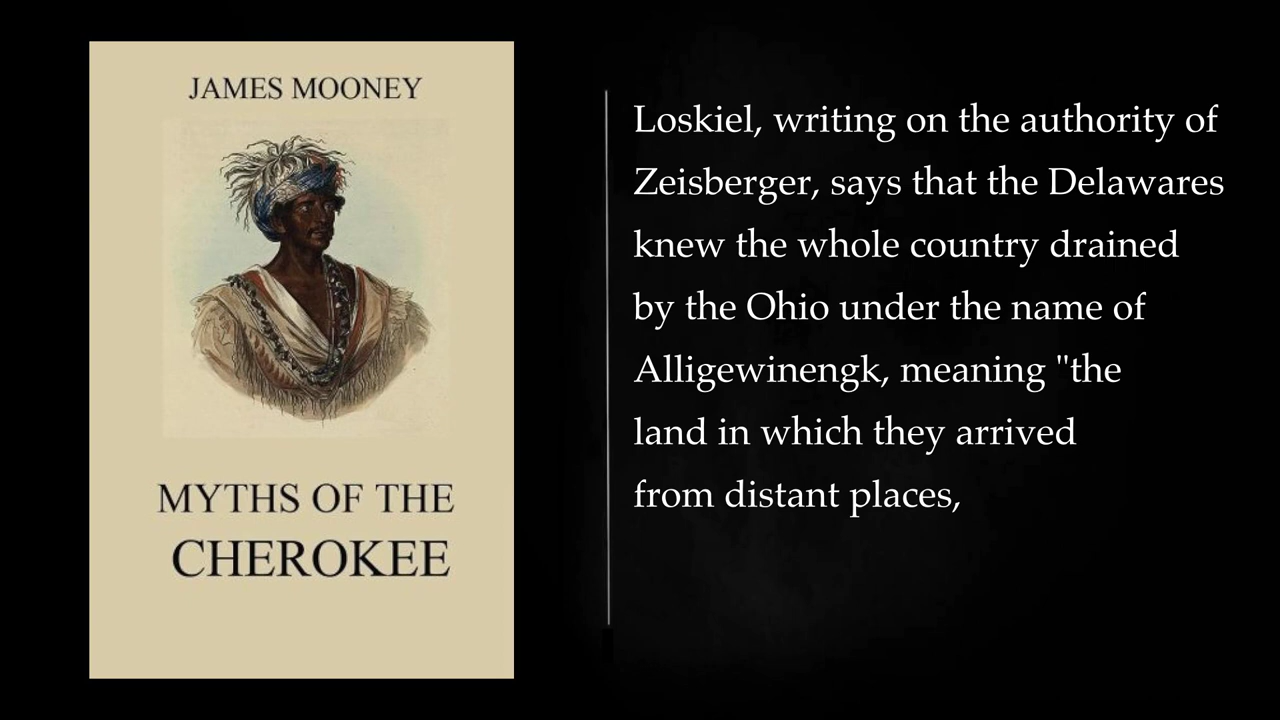 JAMES MOONEY
MYTHS OF THE
CHEROKEE
Loskiel, writing on the authority of
Zeisberger, says that the Delawares
knew the whole country drained
by the Ohio under the name of
Alligewinengk, meaning "the
land in which they arrived
from distant places,